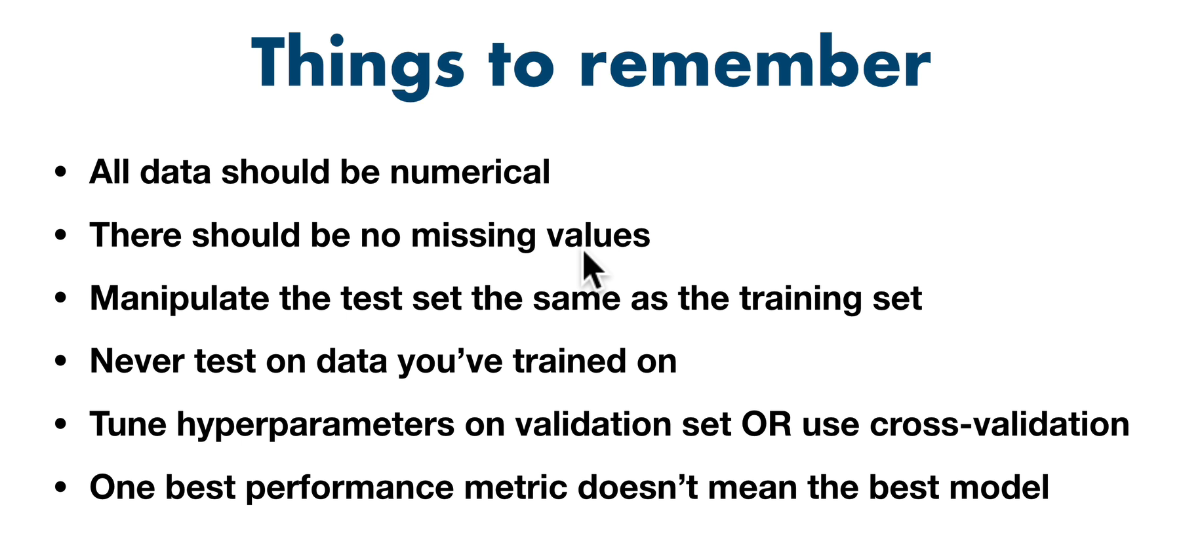 Things to remember
• All data should be numerical
• There should be no missing values
• Manipulate the test set the same as the training set
• Never test on data you’ve trained on
• Tune hyperparameters on validation set OR use cross-validation
• One best performance metric doesn’t mean the best model